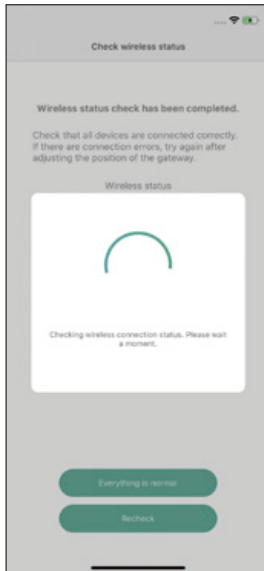 Check wireless status
Wireless status check has been completed.
Check that all devices are connected correctly.
If there are connection errors, try again after
adjusting the position of the gateway.
Wireless status
Checking wireless connection status. Please wait
a moment.
Everything is normal
Recheck